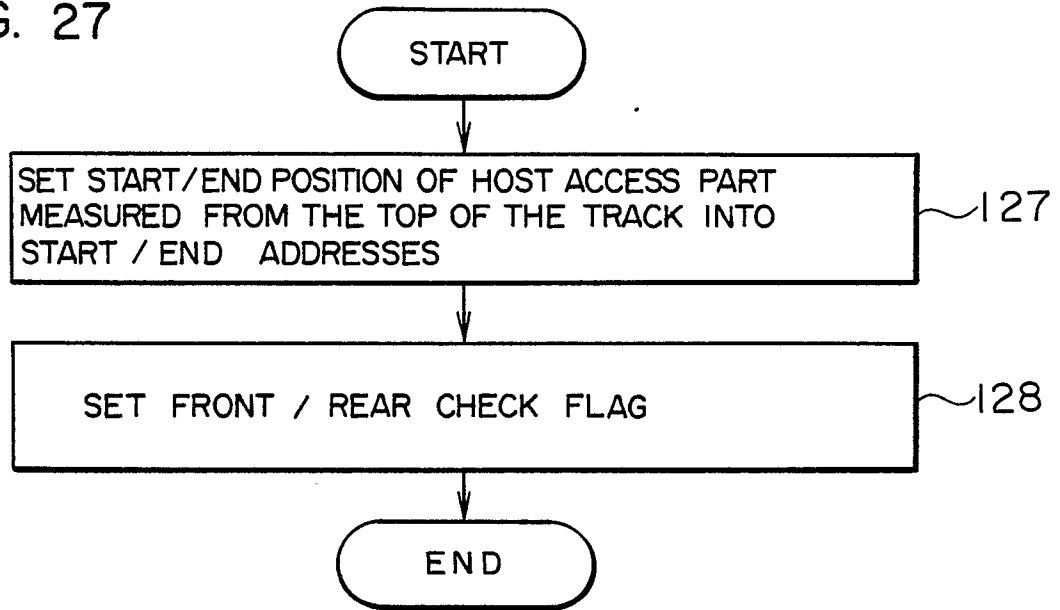 G. 27
START
SET START/END POSITION OF HOST ACCESS PART
MEASURED FROM THE TOP OF THE TRACK INTO
START / END ADDRESSES
127
SET FRONT / REAR CHECK FLAG
128
END